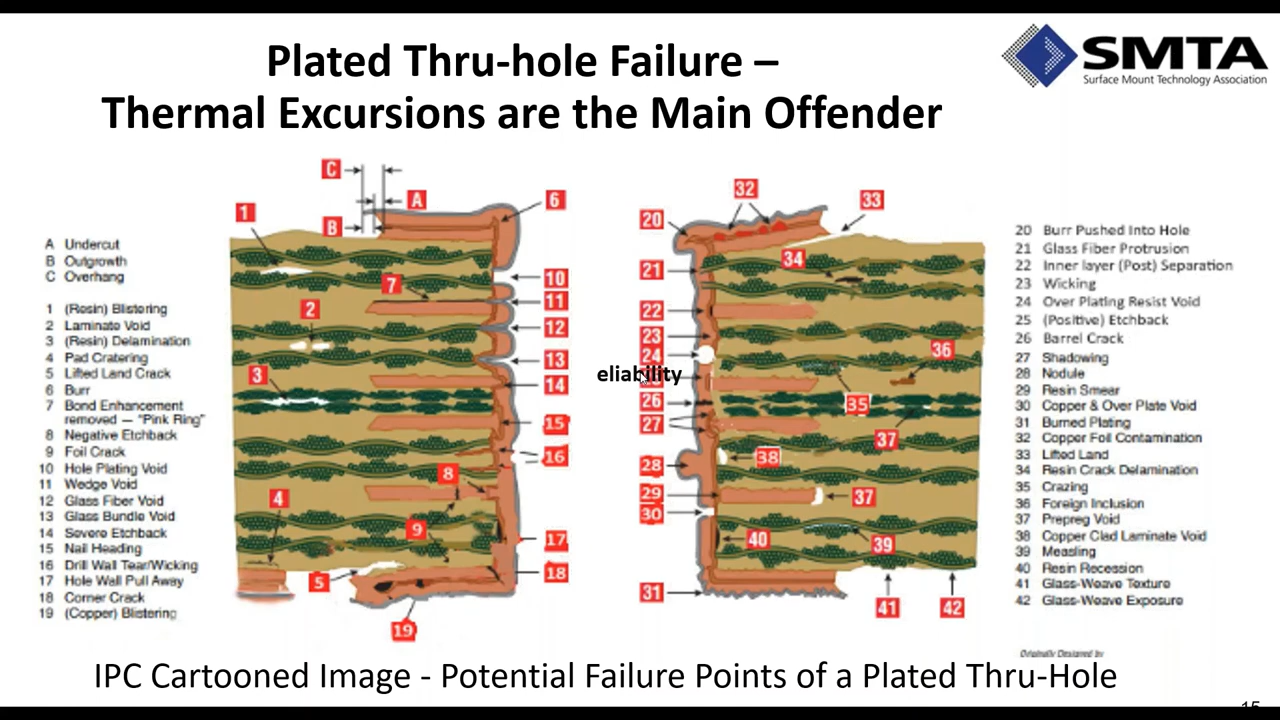 Plated Thru-hole Failure –
Thermal Excursions are the Main Offender
SMTA
Surface Mount Technology Association
A Undercut
B Outgrowth
C Overhang
1 (Resin) Blistering
2 Laminate Void
3 (Resin) Delamination
4 Pad Cratering
5 Lifted Land Crack
6 Burr
7 Bond Enhancement
removed — "Pink Ring"
8 Negative Etchback
9 Foil Crack
10 Hole Plating Void
11 Wedge Void
12 Glass Fiber Void
13 Glass Bundle Void
14 Severe Etchback
15 Nail Heading
16 Drill Wall Tear/Wicking
17 Hole Wall Pull Away
18 Corner Crack
19 (Copper) Blistering
C
A
B
1
6
7
10
11
2
12
13
3
14
15
16
8
4
9
17
18
5
19
eliability
32
20
33
34
21
22
23
24
36
26
35
27
37
38
28
29
37
30
40
39
31
41
42
20 Burr Pushed Into Hole
21 Glass Fiber Protrusion
22 Inner layer (Post) Separation
23 Wicking
24 Over Plating Resist Void
25 (Positive) Etchback
26 Barrel Crack
27 Shadowing
28 Nodule
29 Resin Smear
30 Copper & Over Plate Void
31 Burned Plating
32 Copper Foil Contamination
33 Lifted Land
34 Resin Crack Delamination
35 Crazing
36 Foreign Inclusion
37 Prepreg Void
38 Copper Clad Laminate Void
39 Measling
40 Resin Recession
41 Glass-Weave Texture
42 Glass-Weave Exposure
Originally Designed by
IPC Cartooned Image - Potential Failure Points of a Plated Thru-Hole
15